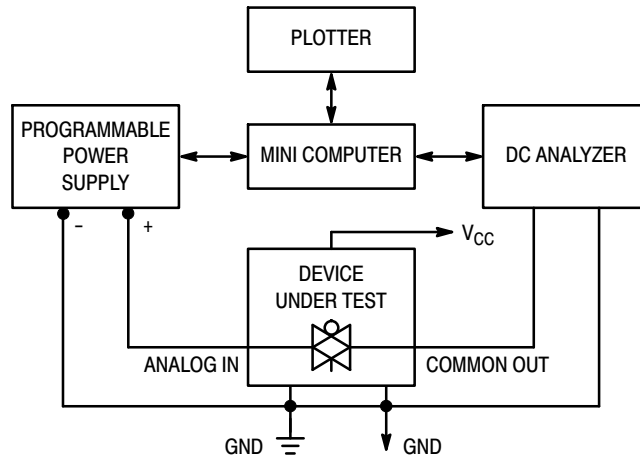 PLOTTER
PROGRAMMABLE
POWER
SUPPLY
MINI COMPUTER
DC ANALYZER
– +
VCC
DEVICE
UNDER TEST
ANALOG IN
COMMON OUT
GND
GND